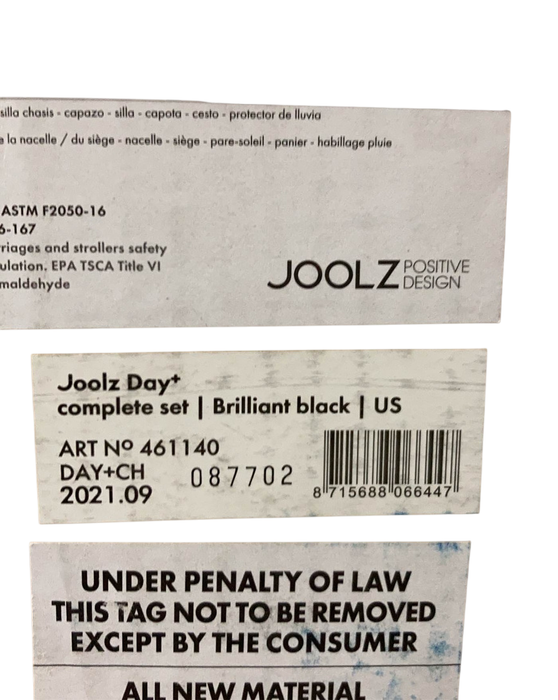 silla chasis - capazo - silla - capota - cesto - protector de lluvia
la nacelle / du siège - nacelle - siège - pare-soleil - panier - habillage pluie
ASTM F2050-16
6-167
riages and strollers safety
ulation. EPA TSCA Title VI
maldehyde
JOOLZ POSITIVE
DESIGN
Joolz Day+
complete set | Brilliant black | US
ART Nº 461140
DAY+CH 087702
2021.09
8 715688 066447
UNDER PENALTY OF LAW
THIS TAG NOT TO BE REMOVED
EXCEPT BY THE CONSUMER
ALL NEW MATERIAL